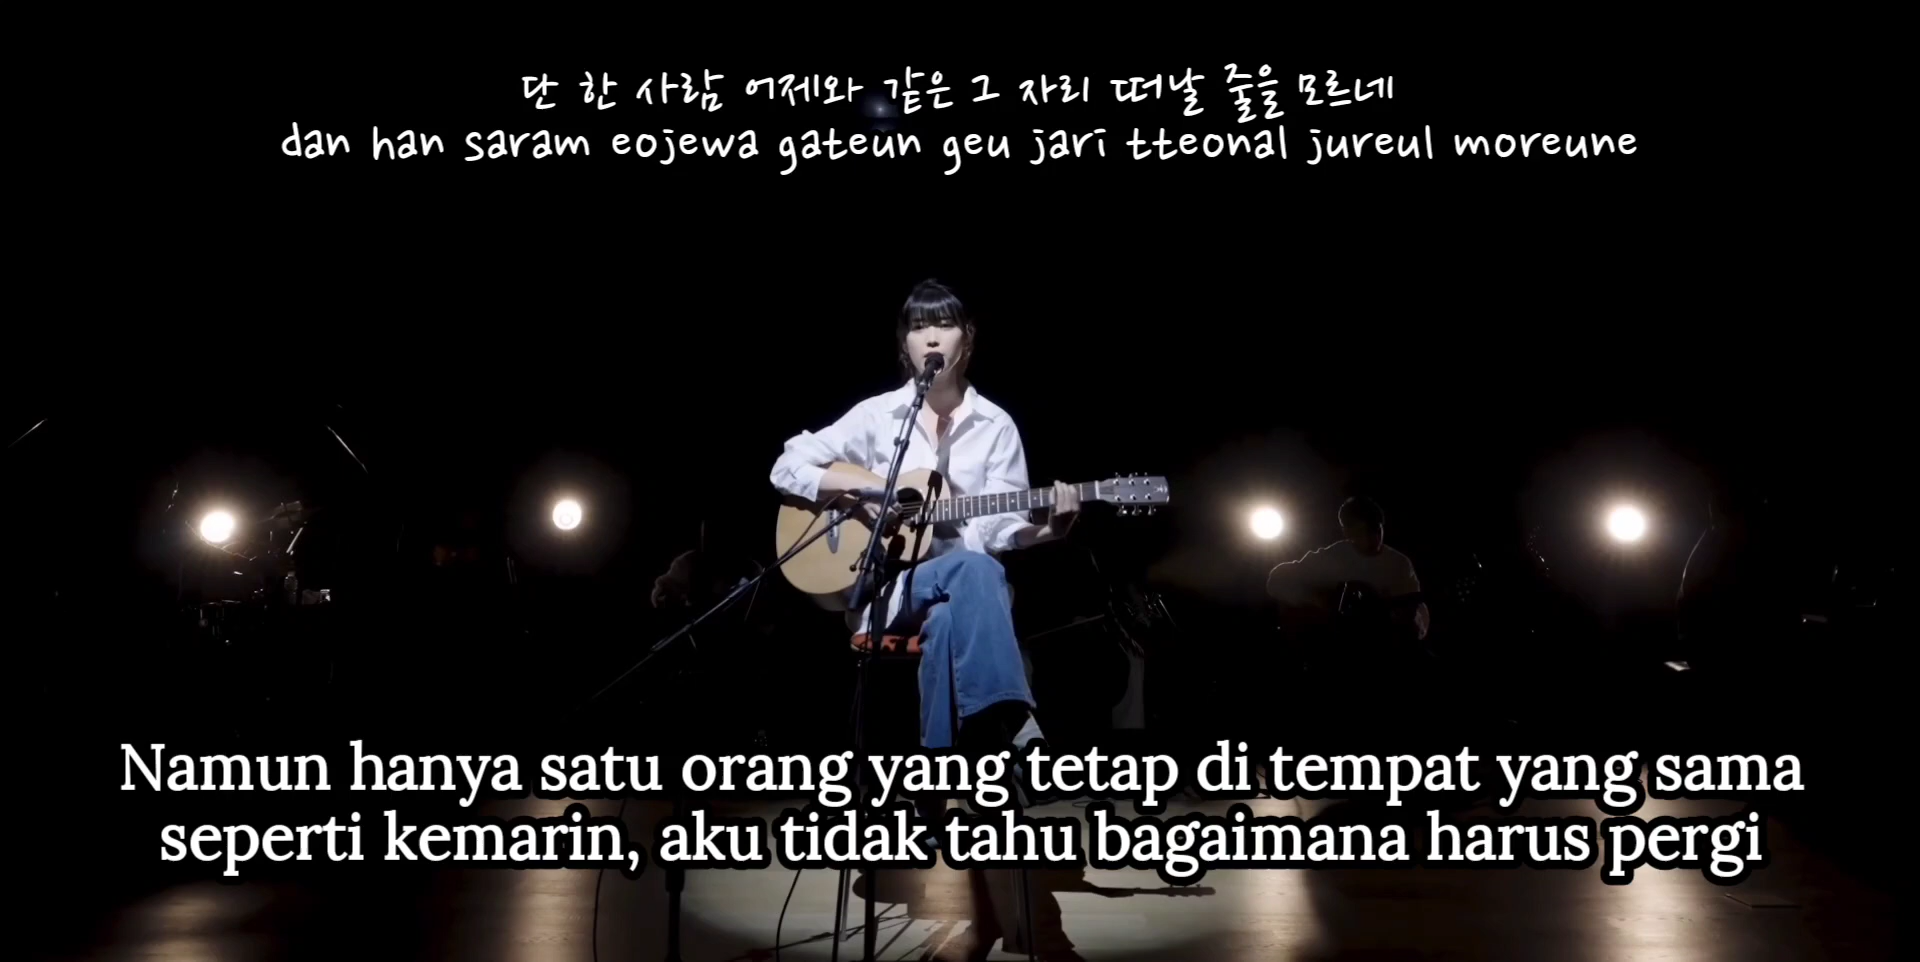 단 한 사람 어제와 같은 그 자리 떠날 줄을 모르네
dan han saram eojewa gateun geu jari tteonal jureul moreune
Namun hanya satu orang yang tetap di tempat yang sama
seperti kemarin, aku tidak tahu bagaimana harus pergi